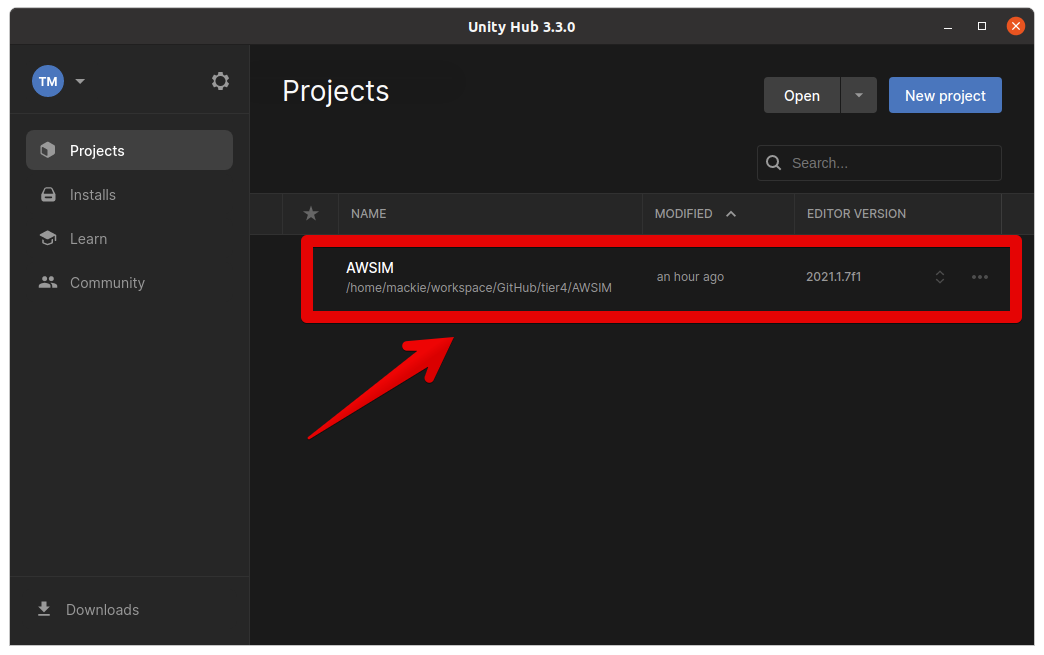 Unity Hub 3.3.0
TM
Projects
Installs
Learn
Community
Downloads
Projects
Open
New project
Search...
NAME MODIFIED EDITOR VERSION
AWSIM
/home/mackie/workspace/GitHub/tier4/AWSIM
an hour ago
2021.1.7f1